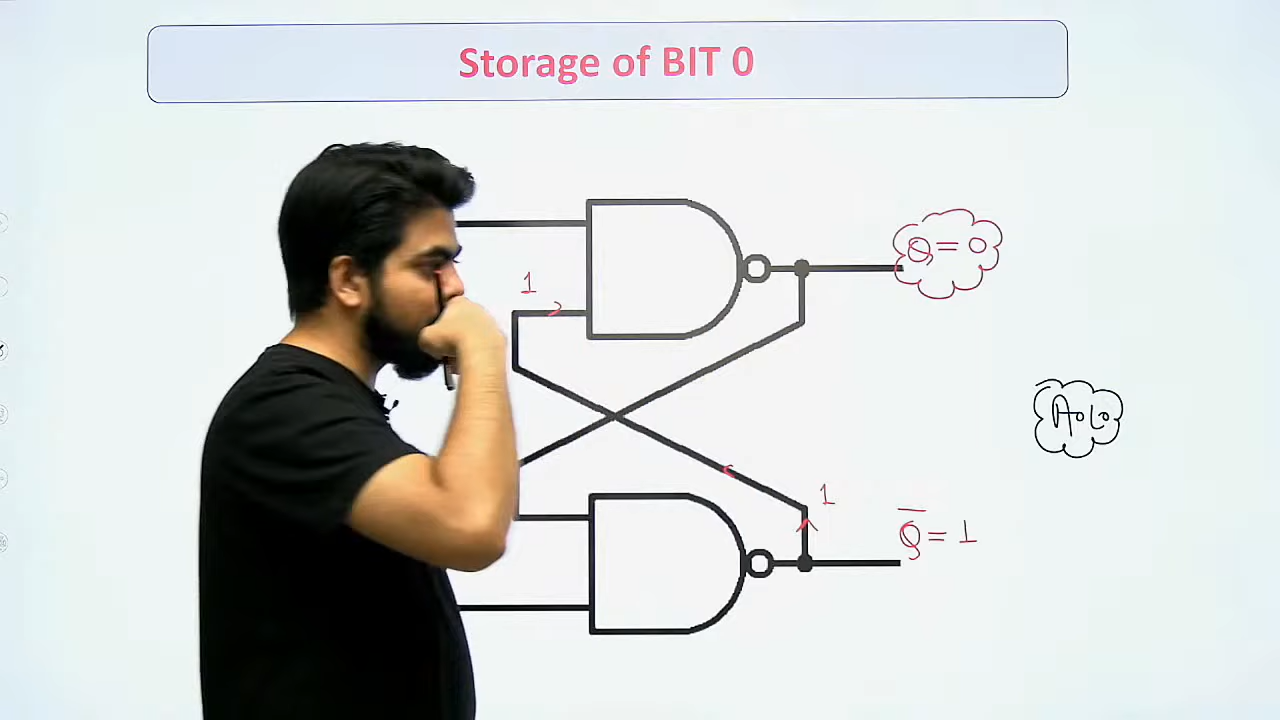 Storage of BIT 0
Q = 0
1
1
Q̅ = 1